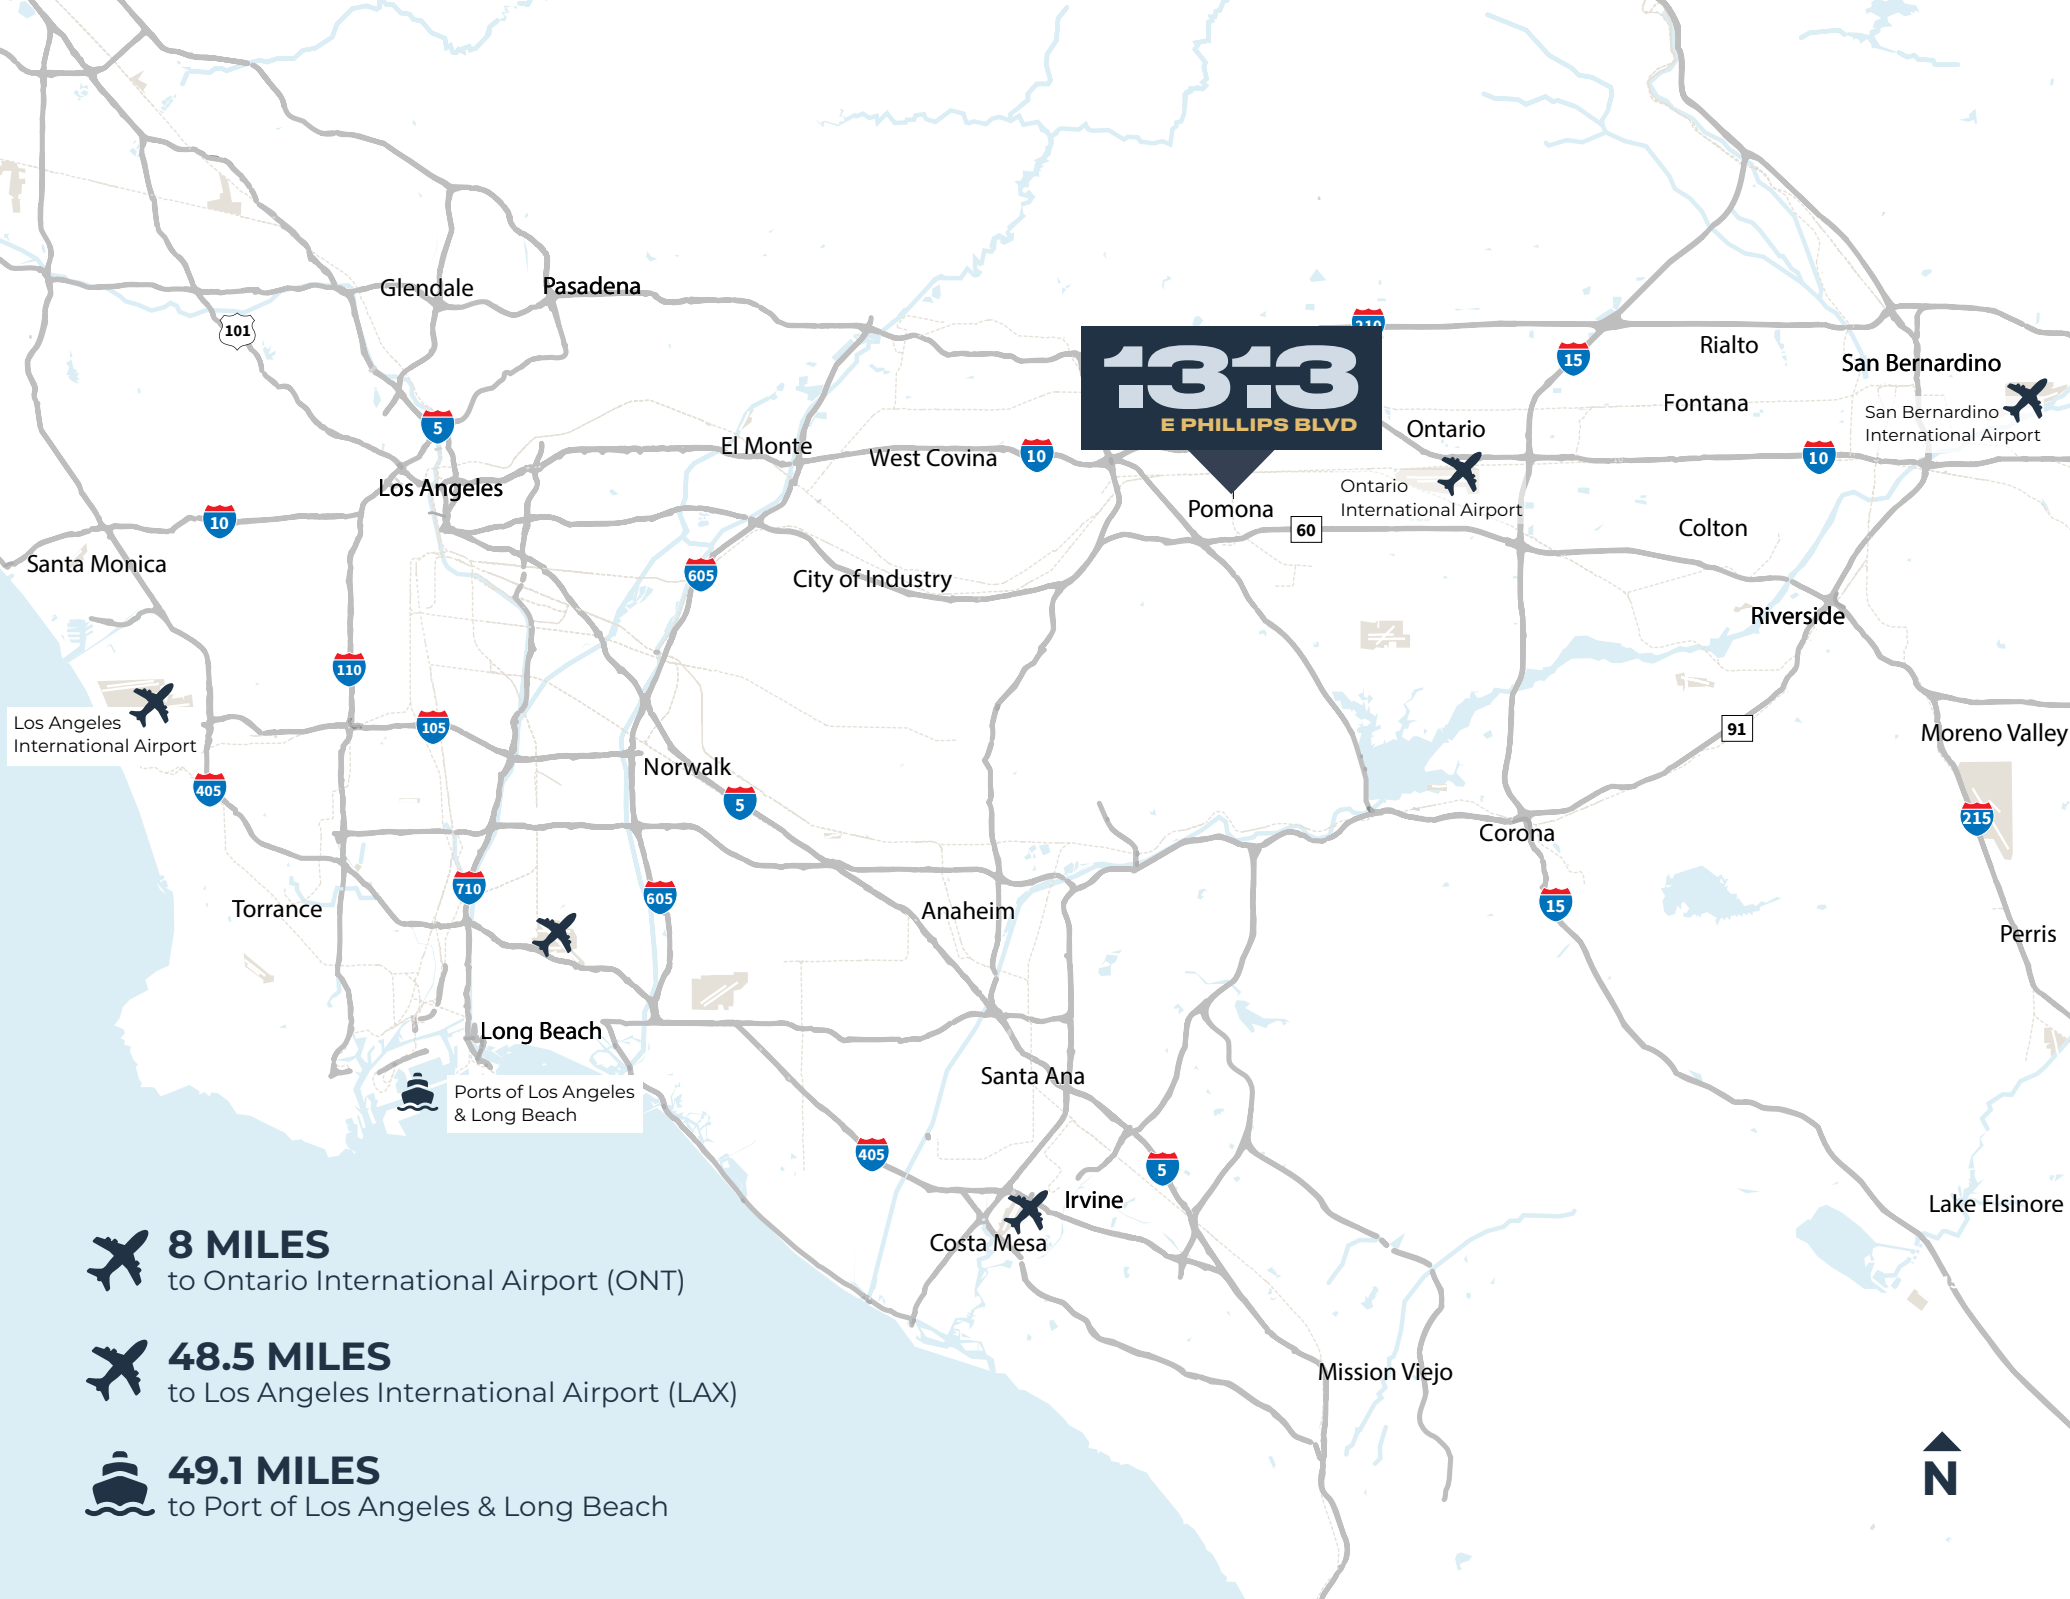 Glendale
Pasadena
101
210
1313
E PHILLIPS BLVD
15
Rialto
San Bernardino
Fontana
San Bernardino
International Airport
5
El Monte
West Covina
10
Ontario
10
Los Angeles
Ontario
International Airport
Pomona
10
60
Colton
Santa Monica
605
City of Industry
Riverside
110
Los Angeles
International Airport
105
91
Moreno Valley
Norwalk
405
5
215
Corona
710
605
15
Torrance
Anaheim
Perris
Long Beach
Santa Ana
Ports of Los Angeles
& Long Beach
405
5
Irvine
Lake Elsinore
Costa Mesa
8 MILES
to Ontario International Airport (ONT)
48.5 MILES
to Los Angeles International Airport (LAX)
Mission Viejo
49.1 MILES
to Port of Los Angeles & Long Beach
N